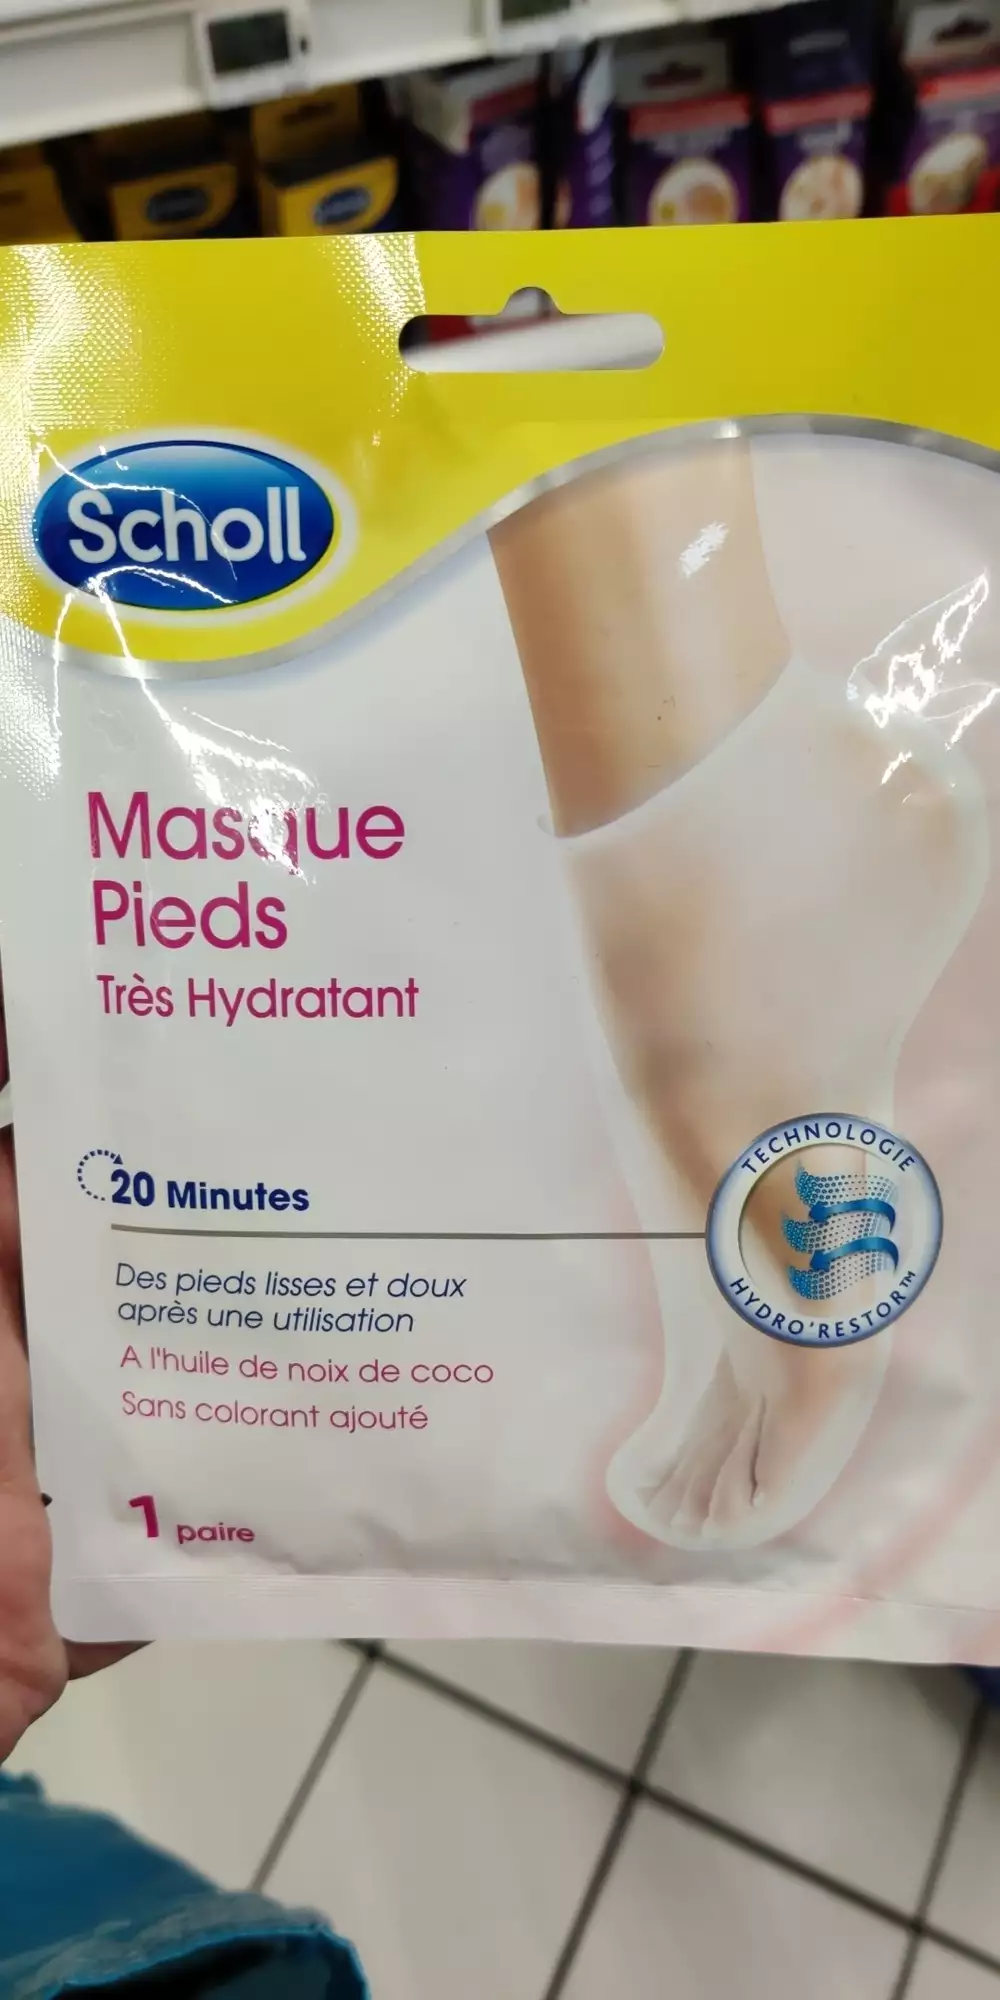 Scholl
Masque
Pieds
Très Hydratant
20 Minutes
TECHNOLOGIE
HYDRO'RESTOR™
Des pieds lisses et doux
après une utilisation
A l'huile de noix de coco
Sans colorant ajouté
1 paire